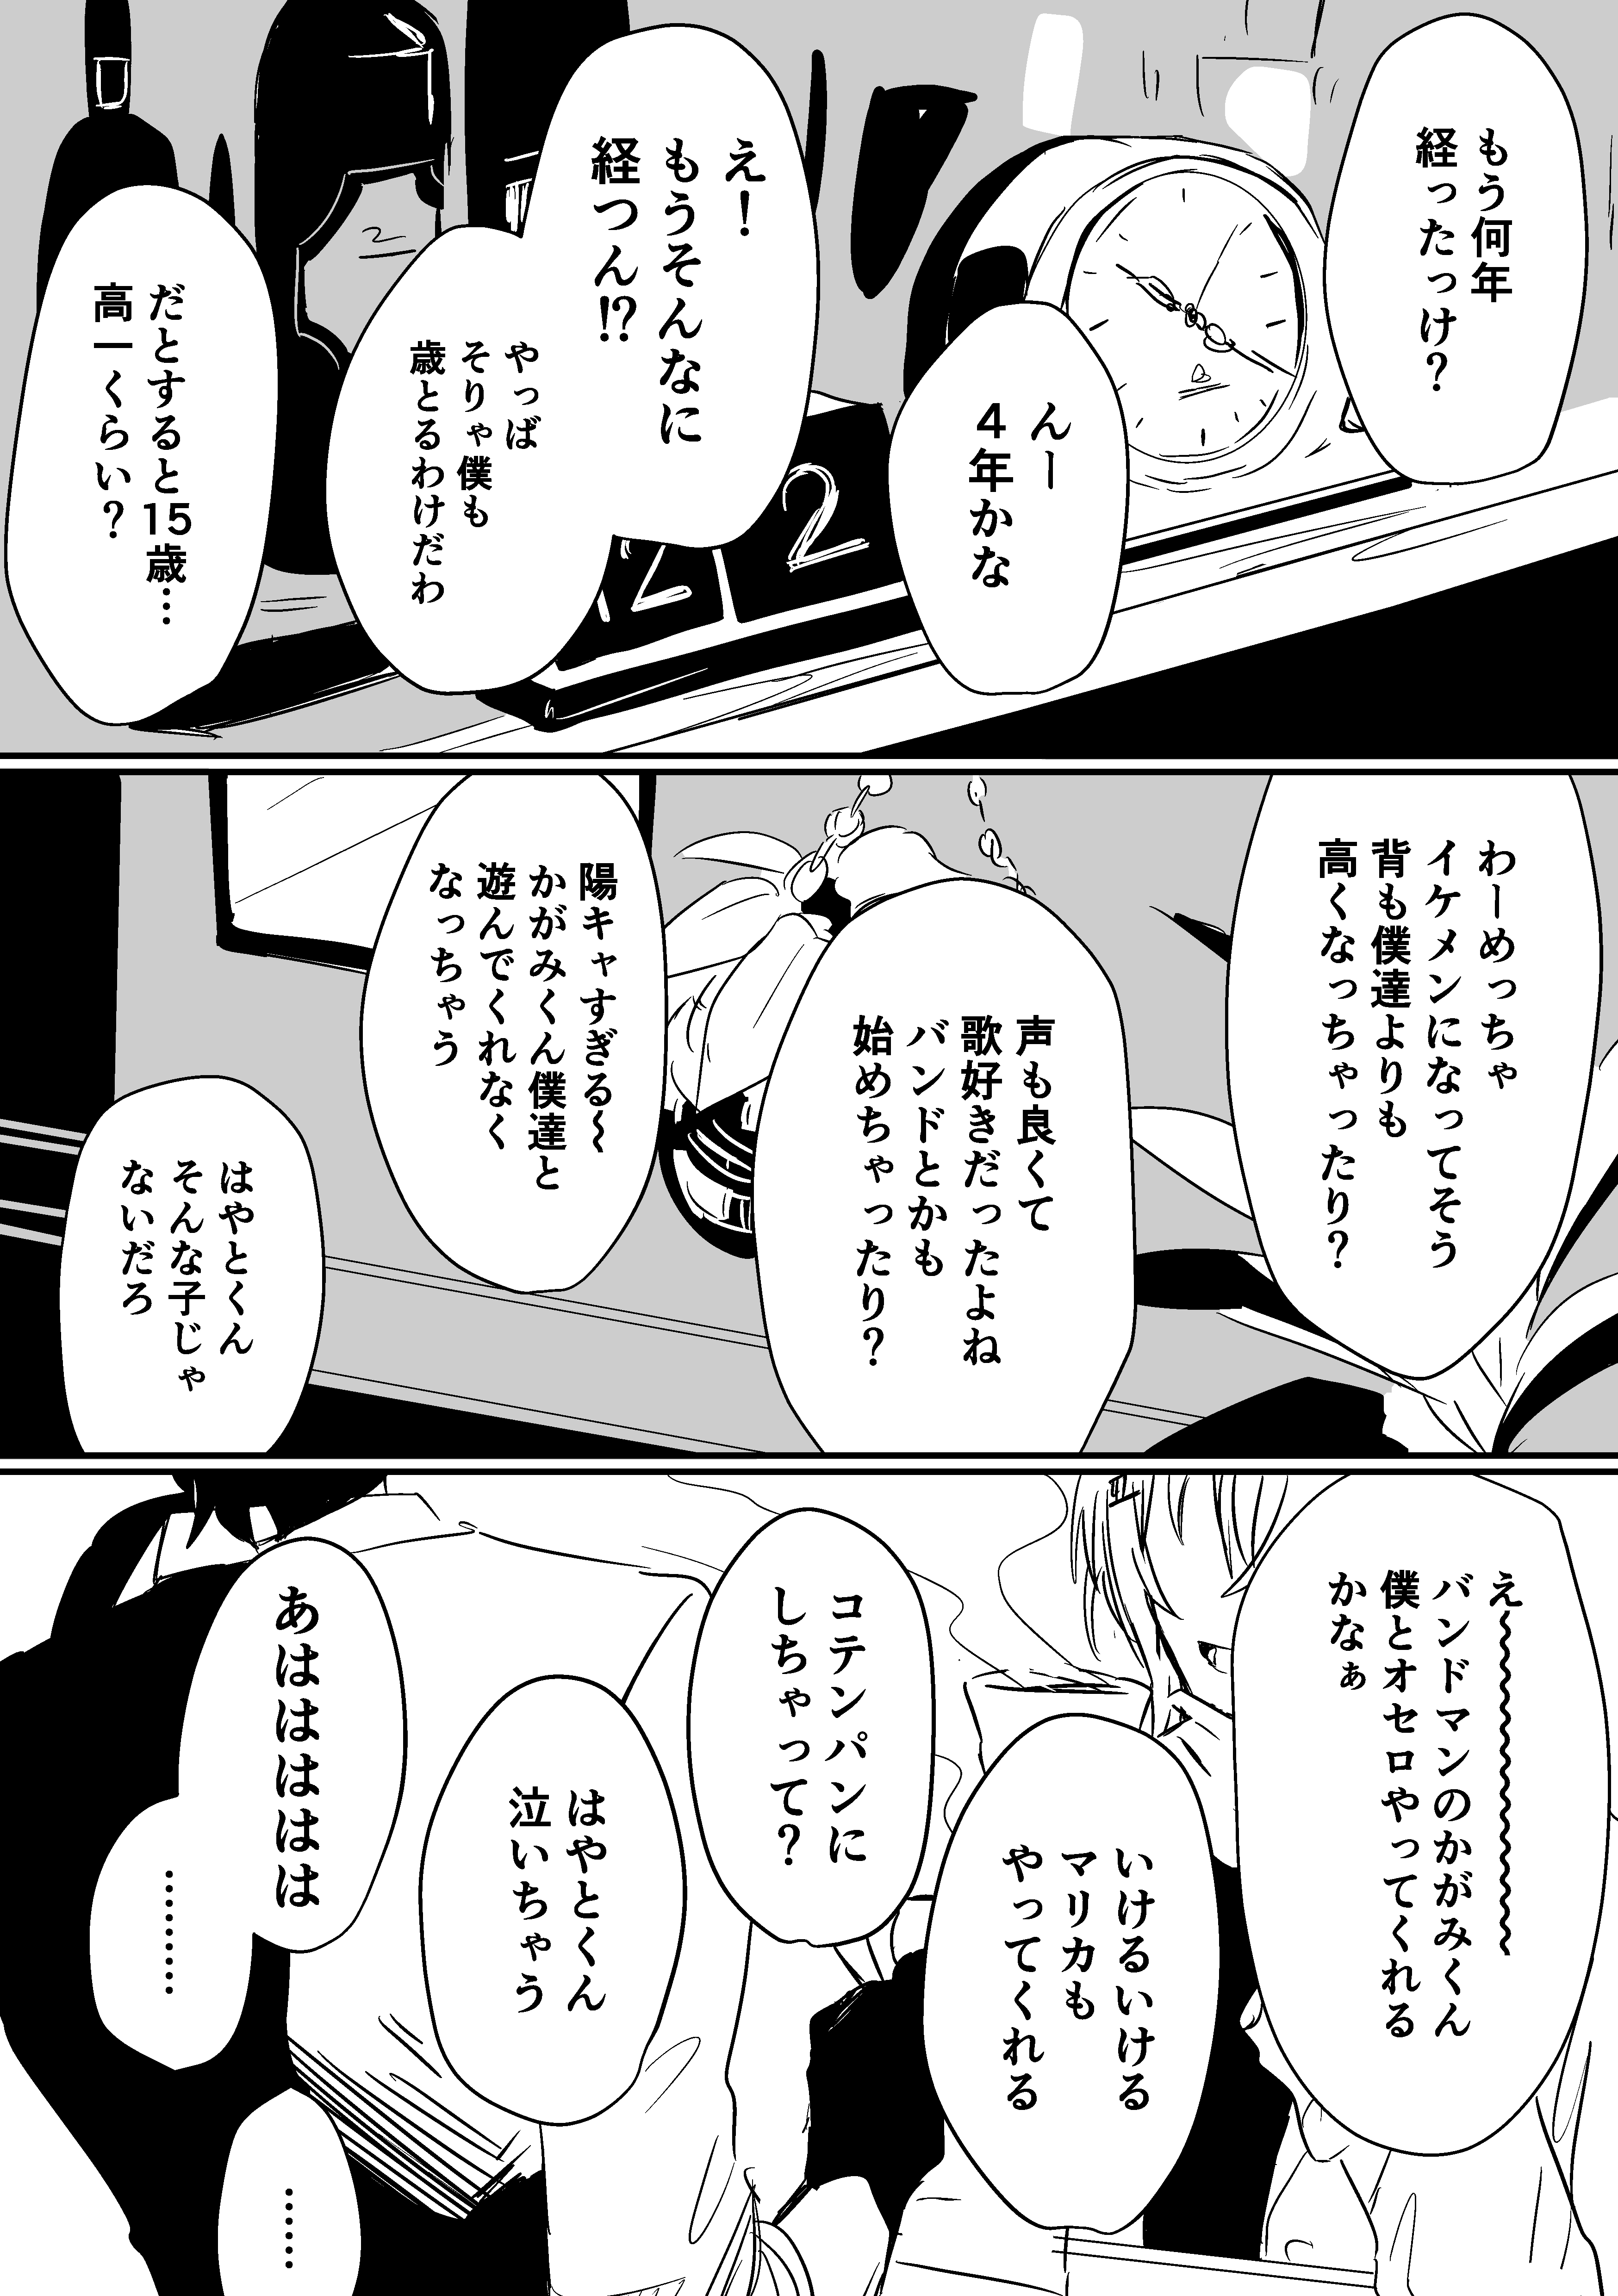 もう何年
経ったっけ？
んー
4年かな
え！
もうそんなに
経つん⁉
やっば
そりゃ僕も
歳とるわけだわ
だとすると15歳…
高一くらい？
2
12
2
わーめっちゃ
イケメンになってそう
背も僕達よりも
高くなっちゃったり？
声も良くて
歌好きだったよね
バンドとかも
始めちゃったり？
陽キャすぎる〜
かがみくん僕達と
遊んでくれなく
なっちゃう
はやとくん
そんな子じゃ
ないだろ
え〜〜〜〜〜〜〜〜
バンドマンのかがみくん
僕とオセロやってくれる
かなぁ
いけるいける
マリカも
やってくれる
コテンパンに
しちゃって？
はやとくん
泣いちゃう
あはははははは
………
……